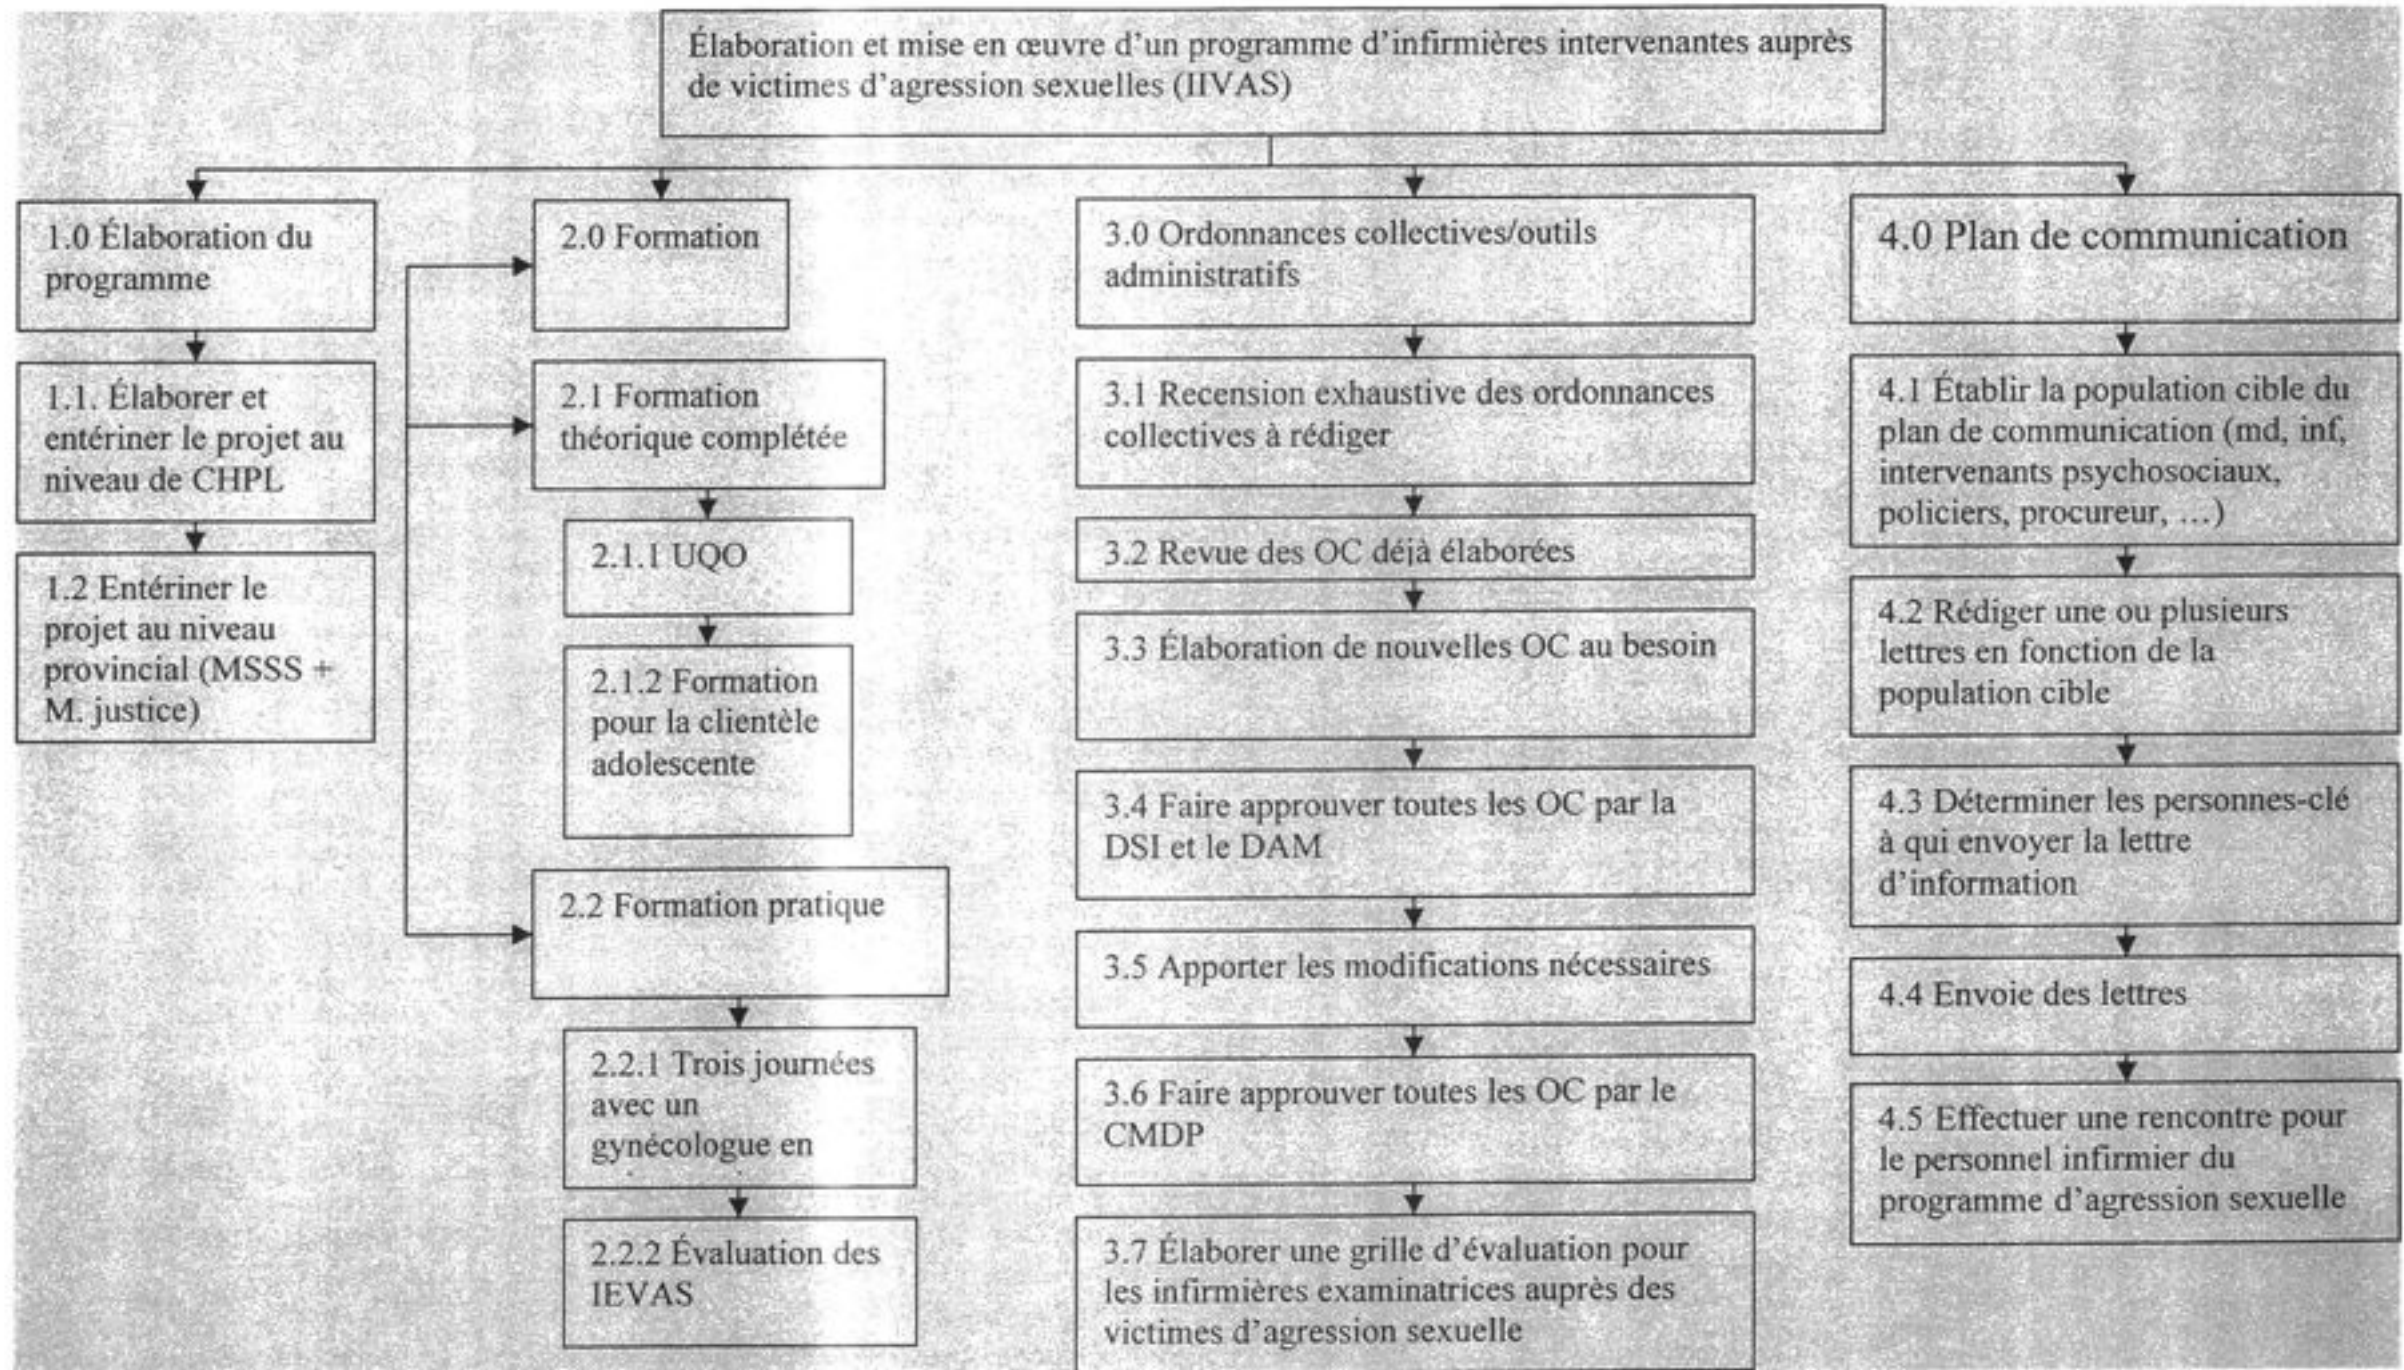 Élaboration et mise en œuvre d'un programme d'infirmières intervenantes auprès
de victimes d'agression sexuelles (IIVAS)
1.0 Élaboration du
programme
1.1. Élaborer et
entériner le projet au
niveau de CHPL
1.2 Entériner le
projet au niveau
provincial (MSSS +
M. justice)
2.0 Formation
2.1 Formation
théorique complétée
2.1.1 UQO
2.1.2 Formation
pour la clientèle
adolescente
2.2 Formation pratique
2.2.1 Trois journées
avec un
gynécologue en
2.2.2 Évaluation des
IEVAS
3.0 Ordonnances collectives/outils
administratifs
3.1 Recension exhaustive des ordonnances
collectives à rédiger
3.2 Revue des OC déjà élaborées
3.3 Élaboration de nouvelles OC au besoin
3.4 Faire approuver toutes les OC par la
DSI et le DAM
3.5 Apporter les modifications nécessaires
3.6 Faire approuver toutes les OC par le
CMDP
3.7 Élaborer une grille d'évaluation pour
les infirmières examinatrices auprès des
victimes d'agression sexuelle
4.0 Plan de communication
4.1 Établir la population cible du
plan de communication (md, inf,
intervenants psychosociaux,
policiers, procureur, …)
4.2 Rédiger une ou plusieurs
lettres en fonction de la
population cible
4.3 Déterminer les personnes-clé
à qui envoyer la lettre
d'information
4.4 Envoie des lettres
4.5 Effectuer une rencontre pour
le personnel infirmier du
programme d'agression sexuelle